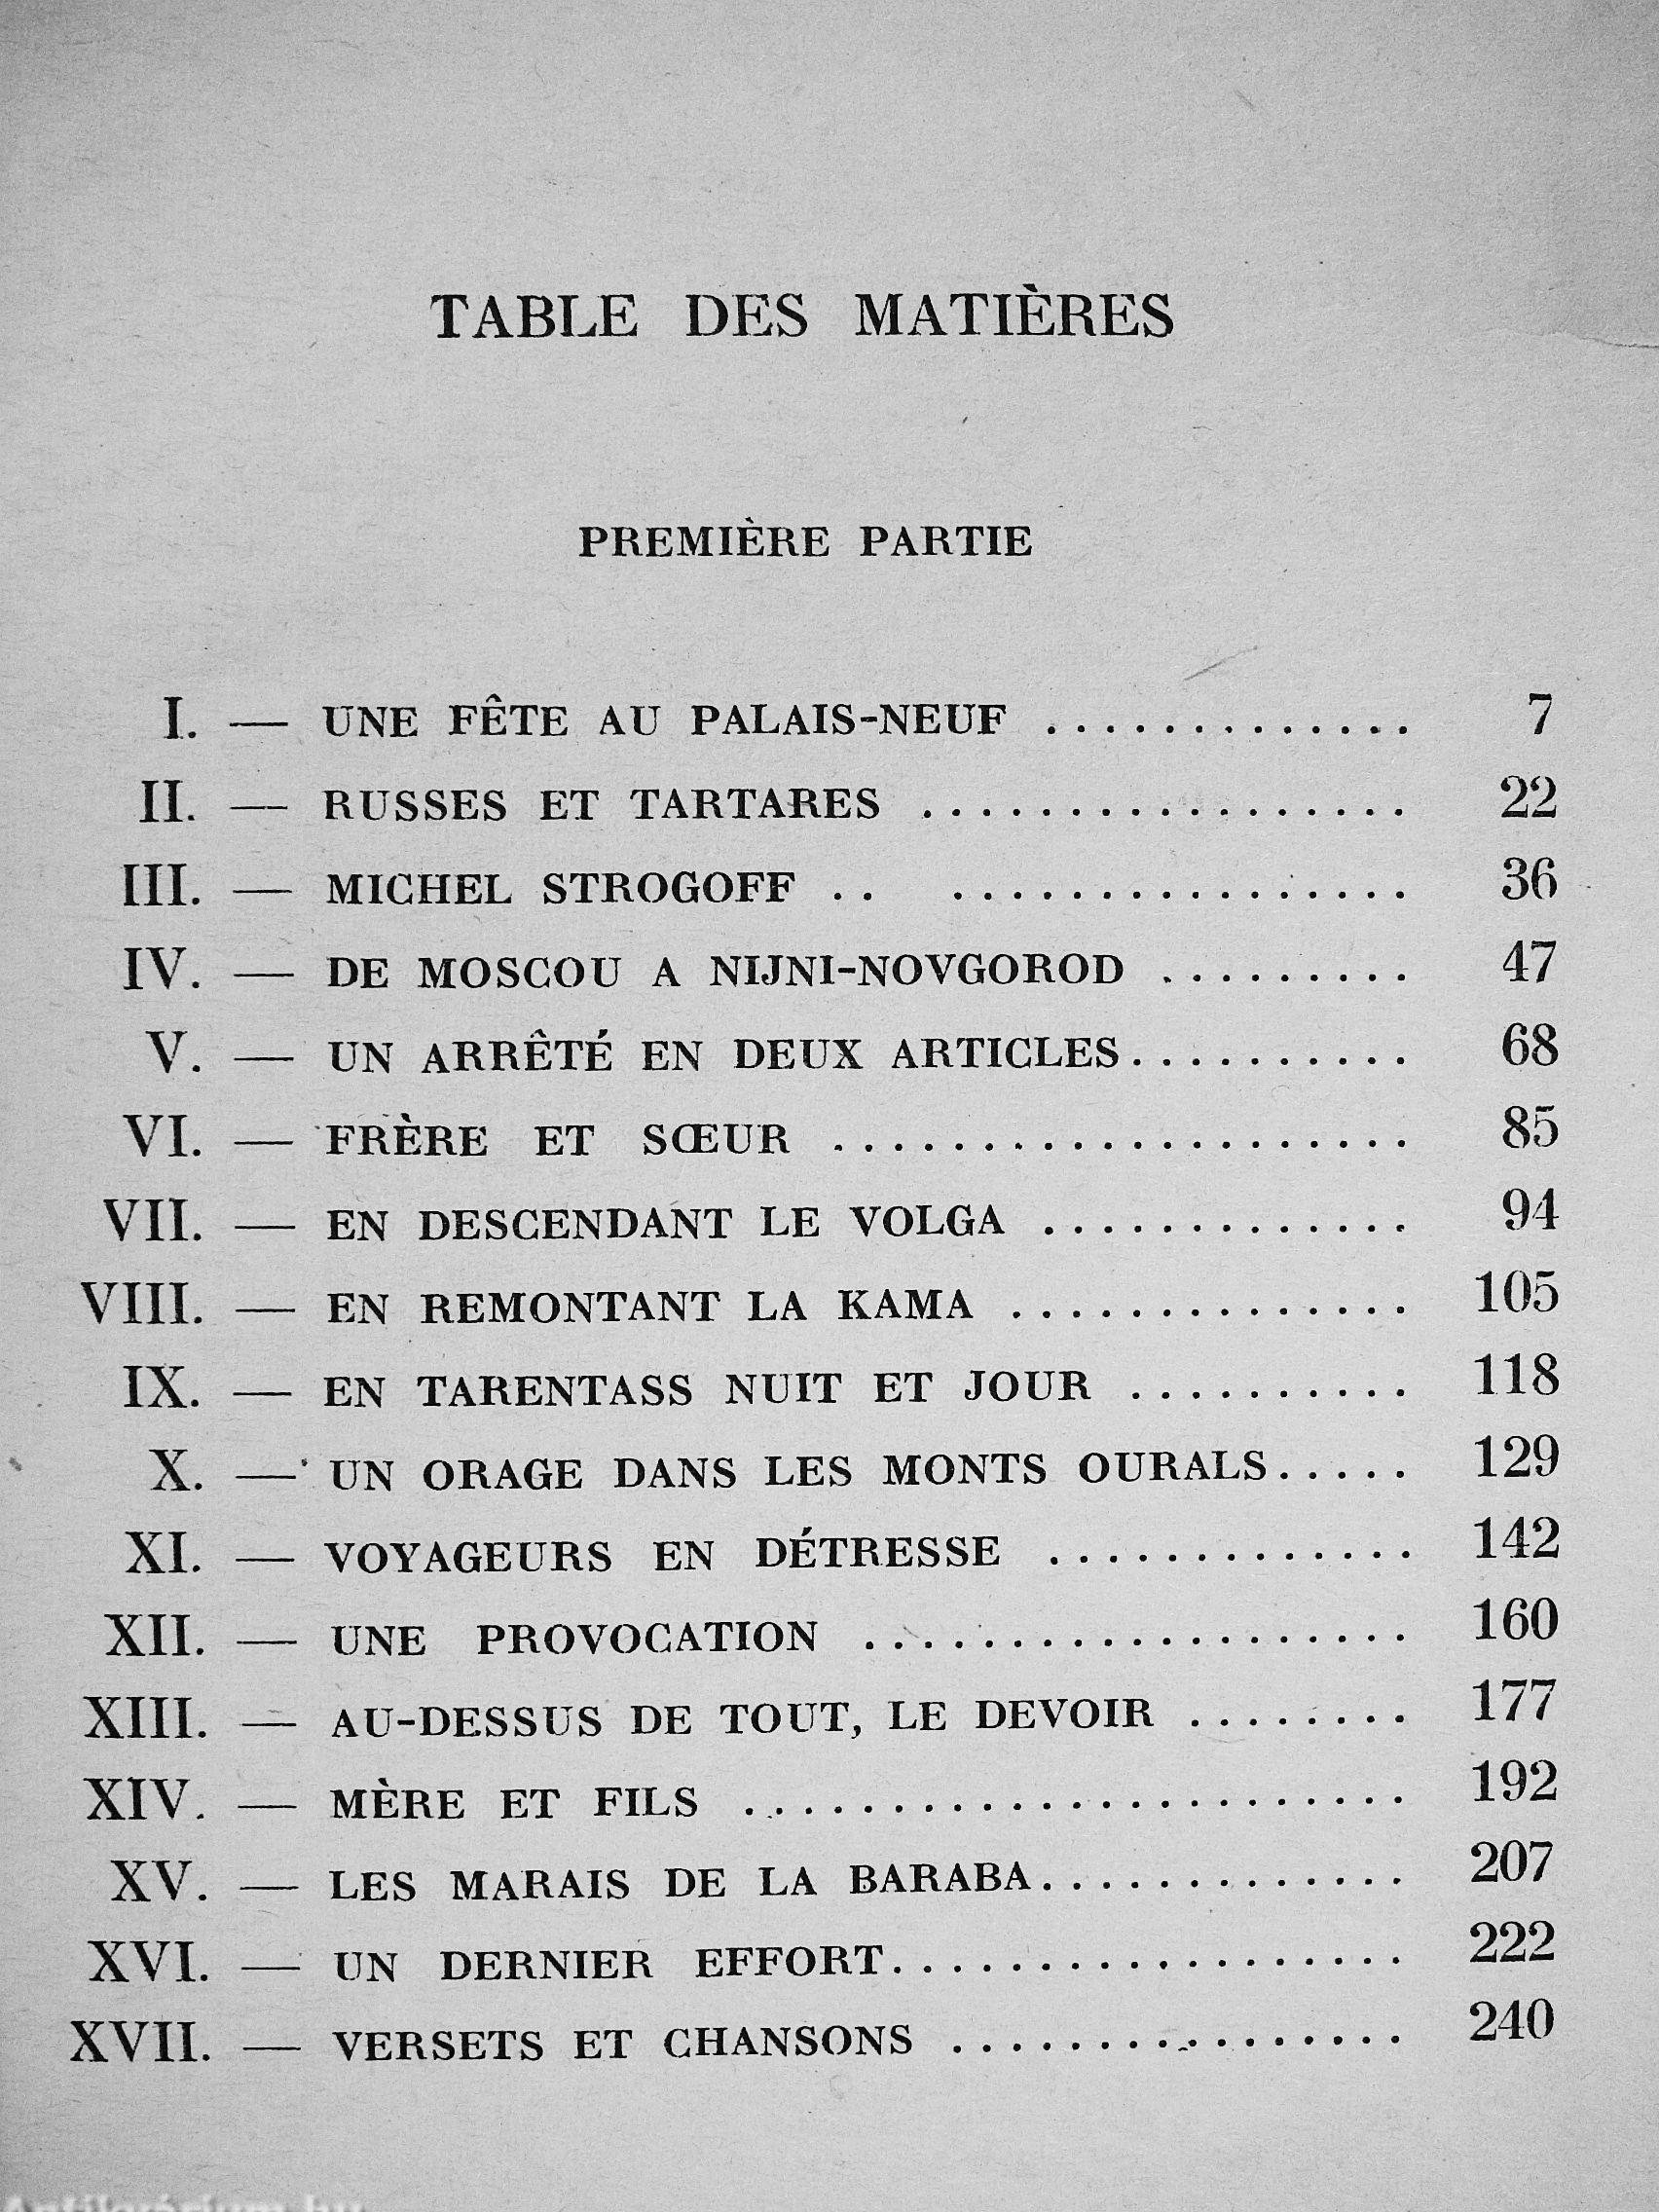 TABLE DES MATIÈRES
PREMIÈRE PARTIE
I. — UNE FÊTE AU PALAIS-NEUF ............. 7
II. — RUSSES ET TARTARES ................. 22
III. — MICHEL STROGOFF .. ................ 36
IV. — DE MOSCOU A NIJNI-NOVGOROD ......... 47
V. — UN ARRÊTÉ EN DEUX ARTICLES.......... 68
VI. — FRÈRE ET SŒUR .................... 85
VII. — EN DESCENDANT LE VOLGA ............. 94
VIII. — EN REMONTANT LA KAMA .............. 105
IX. — EN TARENTASS NUIT ET JOUR .......... 118
X. — UN ORAGE DANS LES MONTS OURALS..... 129
XI. — VOYAGEURS EN DÉTRESSE ............. 142
XII. — UNE PROVOCATION ................... 160
XIII. — AU-DESSUS DE TOUT, LE DEVOIR ........ 177
XIV. — MÈRE ET FILS ....................... 192
XV. — LES MARAIS DE LA BARABA............. 207
XVI. — UN DERNIER EFFORT.................. 222
XVII. — VERSETS ET CHANSONS ................ 240